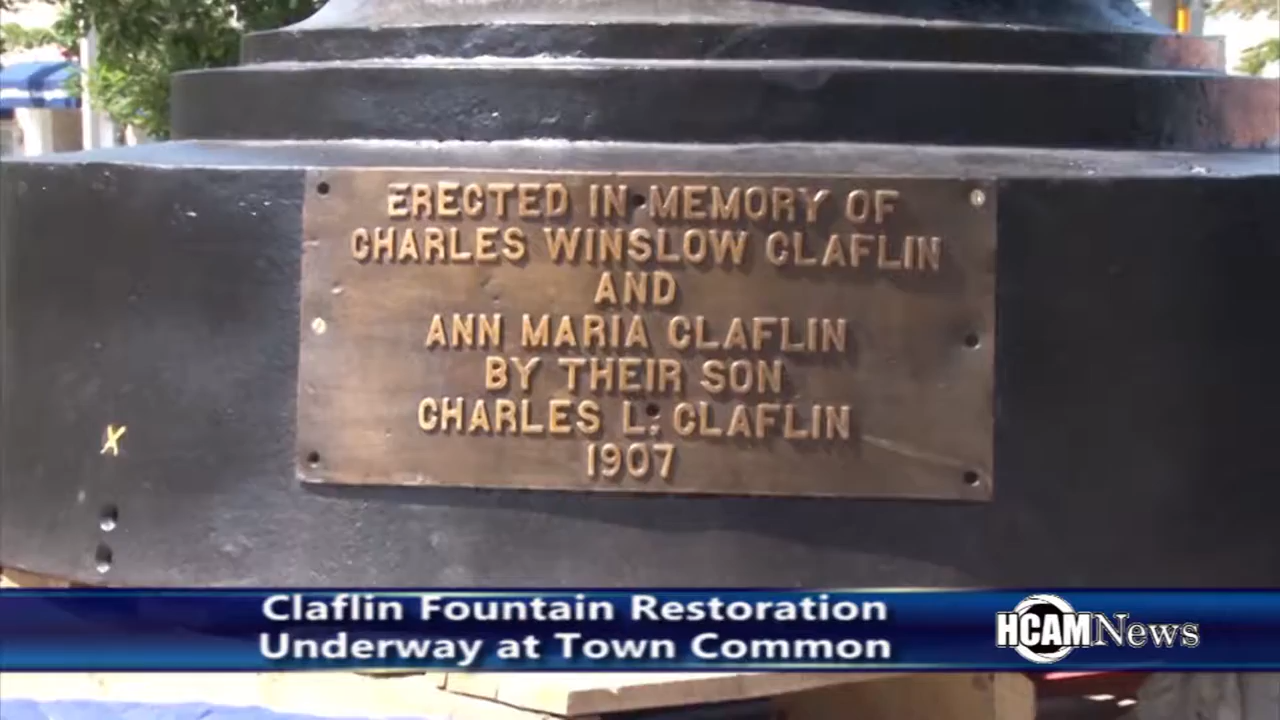 ERECTED IN MEMORY OF
CHARLES WINSLOW CLAFLIN
AND
ANN MARIA CLAFLIN
BY THEIR SON
CHARLES L. CLAFLIN
1907
X
Claflin Fountain Restoration
Underway at Town Common
HCAMNews